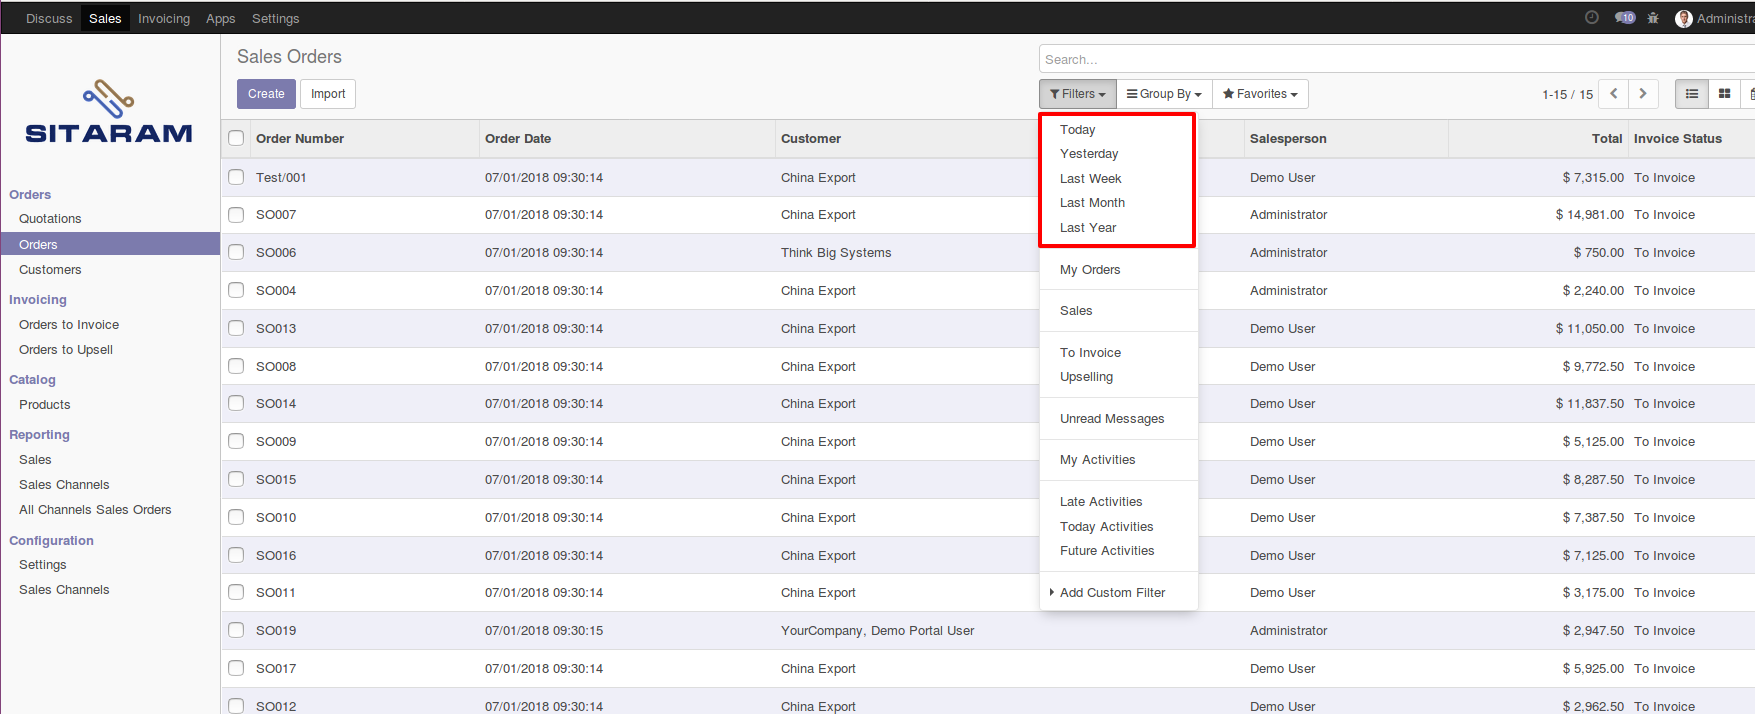 Discuss Sales Invoicing Apps Settings 10 Administra
SITARAM
Orders
Quotations
Orders
Customers
Invoicing
Orders to Invoice
Orders to Upsell
Catalog
Products
Reporting
Sales
Sales Channels
All Channels Sales Orders
Configuration
Settings
Sales Channels
Sales Orders
Search...
Create Import Filters Group By Favorites 1-15 / 15
Order Number Order Date Customer Salesperson Total Invoice Status
Test/001 07/01/2018 09:30:14 China Export Demo User $ 7,315.00 To Invoice
SO007 07/01/2018 09:30:14 China Export Administrator $ 14,981.00 To Invoice
SO006 07/01/2018 09:30:14 Think Big Systems Administrator $ 750.00 To Invoice
SO004 07/01/2018 09:30:14 China Export Administrator $ 2,240.00 To Invoice
SO013 07/01/2018 09:30:14 China Export Demo User $ 11,050.00 To Invoice
SO008 07/01/2018 09:30:14 China Export Demo User $ 9,772.50 To Invoice
SO014 07/01/2018 09:30:14 China Export Demo User $ 11,837.50 To Invoice
SO009 07/01/2018 09:30:14 China Export Demo User $ 5,125.00 To Invoice
SO015 07/01/2018 09:30:14 China Export Demo User $ 8,287.50 To Invoice
SO010 07/01/2018 09:30:14 China Export Demo User $ 7,387.50 To Invoice
SO016 07/01/2018 09:30:14 China Export Demo User $ 7,125.00 To Invoice
SO011 07/01/2018 09:30:14 China Export Demo User $ 3,175.00 To Invoice
SO019 07/01/2018 09:30:15 YourCompany, Demo Portal User Administrator $ 2,947.50 To Invoice
SO017 07/01/2018 09:30:14 China Export Demo User $ 5,925.00 To Invoice
SO012 07/01/2018 09:30:14 China Export Demo User $ 2,962.50 To Invoice
Today
Yesterday
Last Week
Last Month
Last Year
My Orders
Sales
To Invoice
Upselling
Unread Messages
My Activities
Late Activities
Today Activities
Future Activities
Add Custom Filter